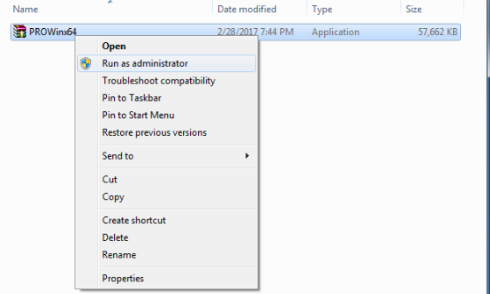 Name Date modified Type Size
PROWinx64 2/28/2017 7:44 PM Application 57,662 KB
Open
Run as administrator
Troubleshoot compatibility
Pin to Taskbar
Pin to Start Menu
Restore previous versions
Send to
Cut
Copy
Create shortcut
Delete
Rename
Properties